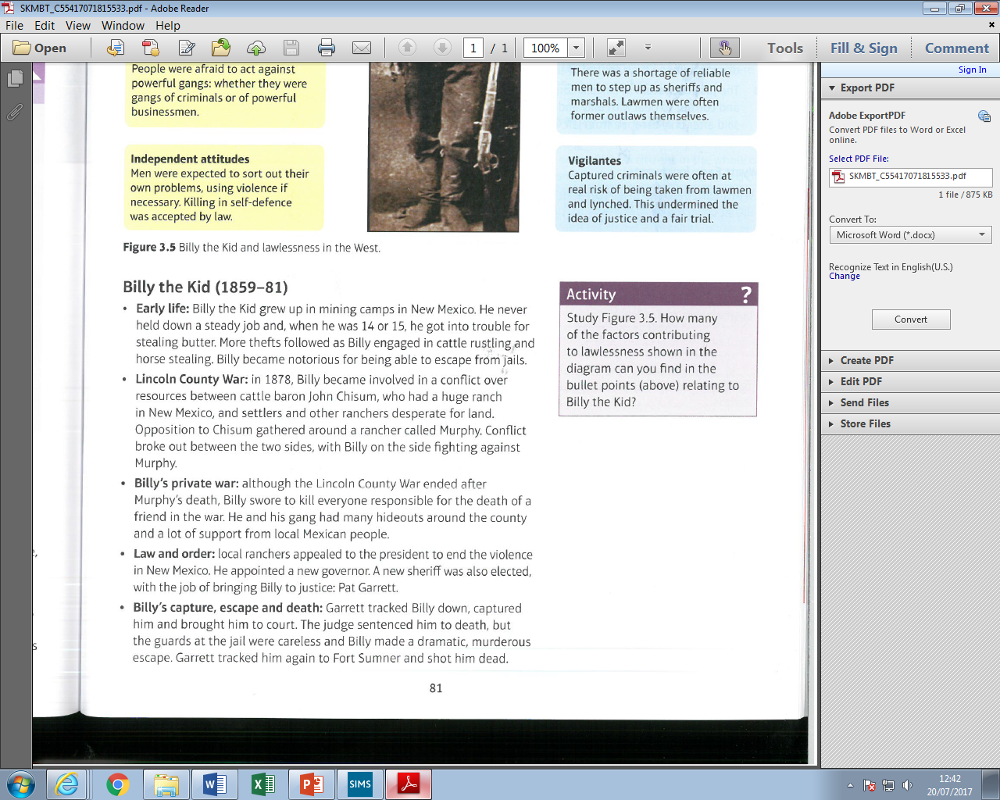 SKMBT_C55417071815533.pdf - Adobe Reader
File Edit View Window Help
Open
1 / 1
100%
Tools
Fill & Sign
Comment
People were afraid to act against
powerful gangs: whether they were
gangs of criminals or of powerful
businessmen.
There was a shortage of reliable
men to step up as sheriffs and
marshals. Lawmen were often
former outlaws themselves.
Independent attitudes
Men were expected to sort out their
own problems, using violence if
necessary. Killing in self-defence
was accepted by law.
Vigilantes
Captured criminals were often at
real risk of being taken from lawmen
and lynched. This undermined the
idea of justice and a fair trial.
Figure 3.5 Billy the Kid and lawlessness in the West.
Billy the Kid (1859–81)
• Early life: Billy the Kid grew up in mining camps in New Mexico. He never
held down a steady job and, when he was 14 or 15, he got into trouble for
stealing butter. More thefts followed as Billy engaged in cattle rustling and
horse stealing. Billy became notorious for being able to escape from jails.
• Lincoln County War: in 1878, Billy became involved in a conflict over
resources between cattle baron John Chisum, who had a huge ranch
in New Mexico, and settlers and other ranchers desperate for land.
Opposition to Chisum gathered around a rancher called Murphy. Conflict
broke out between the two sides, with Billy on the side fighting against
Murphy.
• Billy's private war: although the Lincoln County War ended after
Murphy's death, Billy swore to kill everyone responsible for the death of a
friend in the war. He and his gang had many hideouts around the county
and a lot of support from local Mexican people.
• Law and order: local ranchers appealed to the president to end the violence
in New Mexico. He appointed a new governor. A new sheriff was also elected,
with the job of bringing Billy to justice: Pat Garrett.
• Billy's capture, escape and death: Garrett tracked Billy down, captured
him and brought him to court. The judge sentenced him to death, but
the guards at the jail were careless and Billy made a dramatic, murderous
escape. Garrett tracked him again to Fort Sumner and shot him dead.
Activity ?
Study Figure 3.5. How many
of the factors contributing
to lawlessness shown in the
diagram can you find in the
bullet points (above) relating to
Billy the Kid?
81
Sign In
Export PDF
Adobe ExportPDF
Convert PDF files to Word or Excel
online.
Select PDF File:
SKMBT_C55417071815533.pdf
1 file / 875 KB
Convert To:
Microsoft Word (*.docx)
Recognize Text in English(U.S.)
Change
Convert
Create PDF
Edit PDF
Send Files
Store Files
SIMS
12:42
20/07/2017